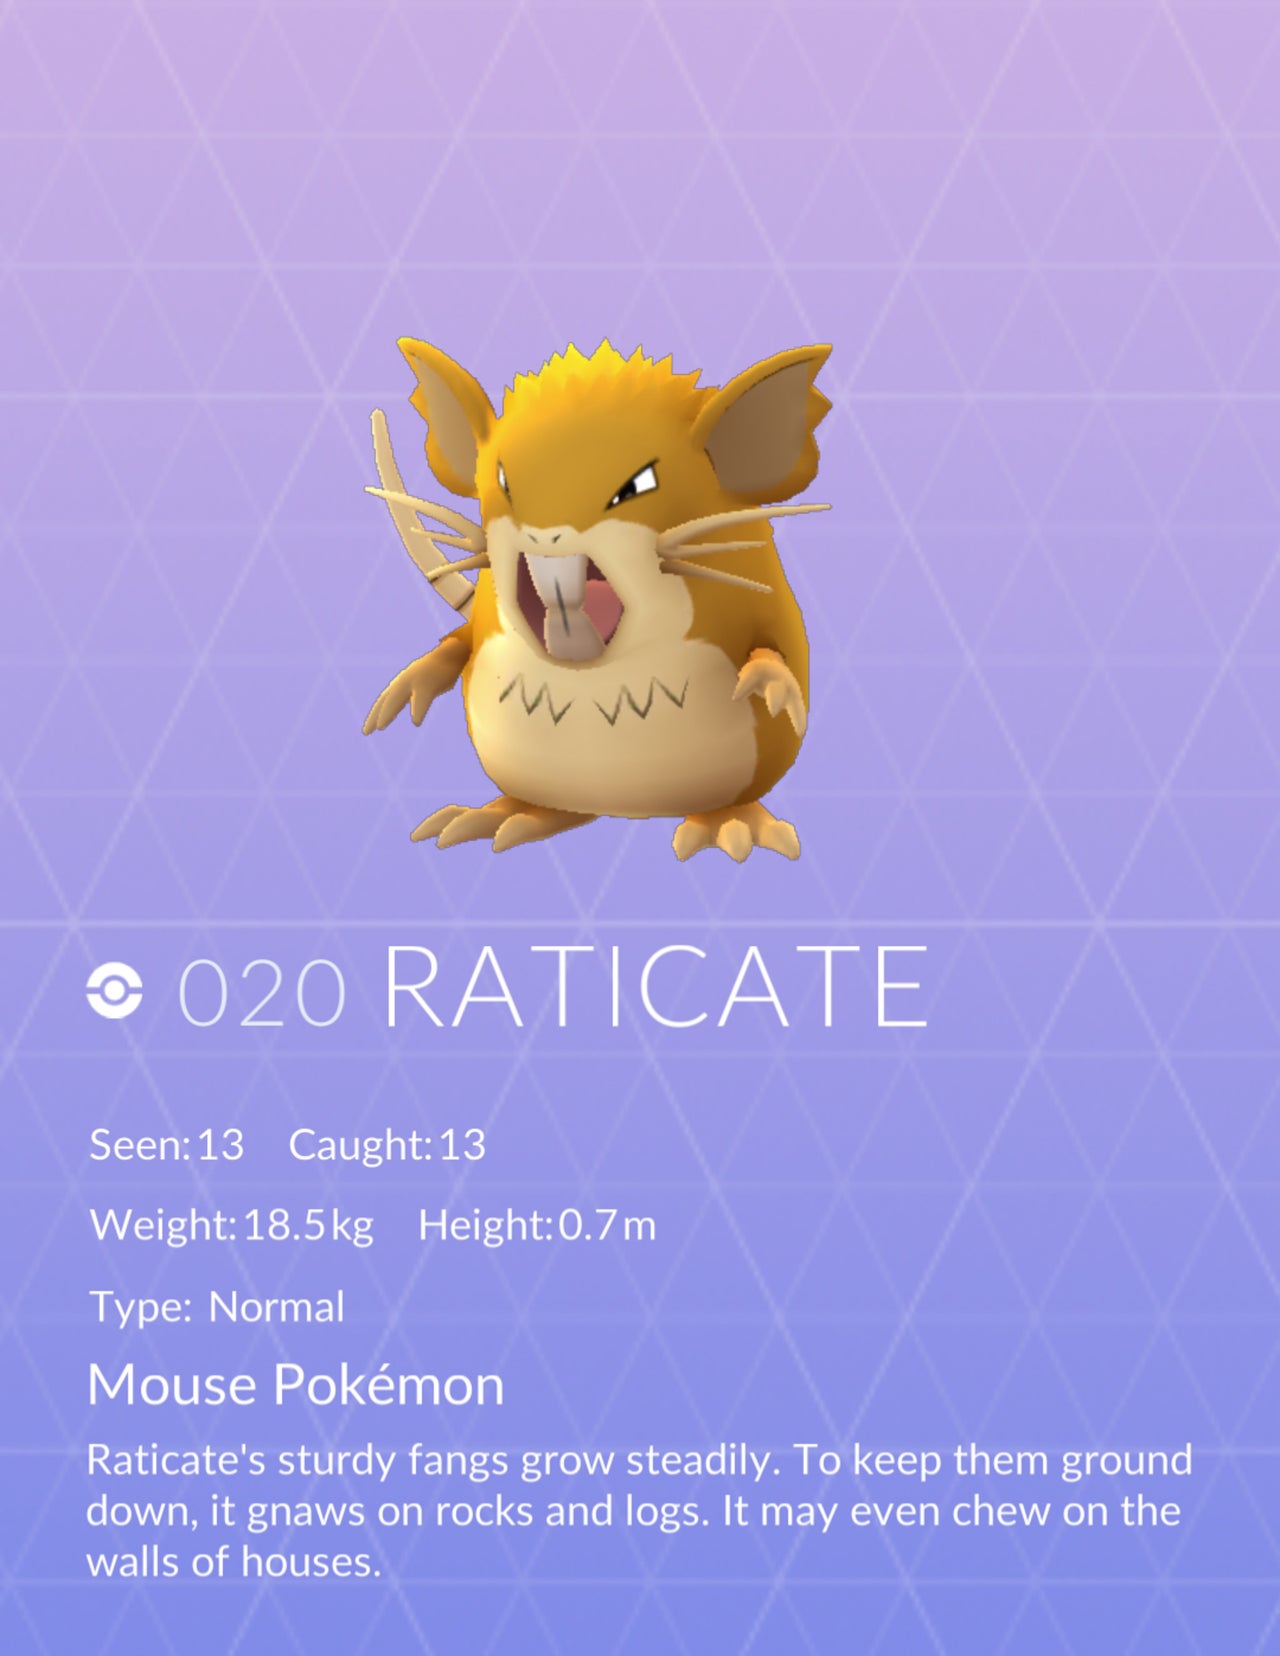 020 RATICATE
Seen: 13 Caught: 13
Weight: 18.5kg Height: 0.7m
Type: Normal
Mouse Pokémon
Raticate's sturdy fangs grow steadily. To keep them ground
down, it gnaws on rocks and logs. It may even chew on the
walls of houses.